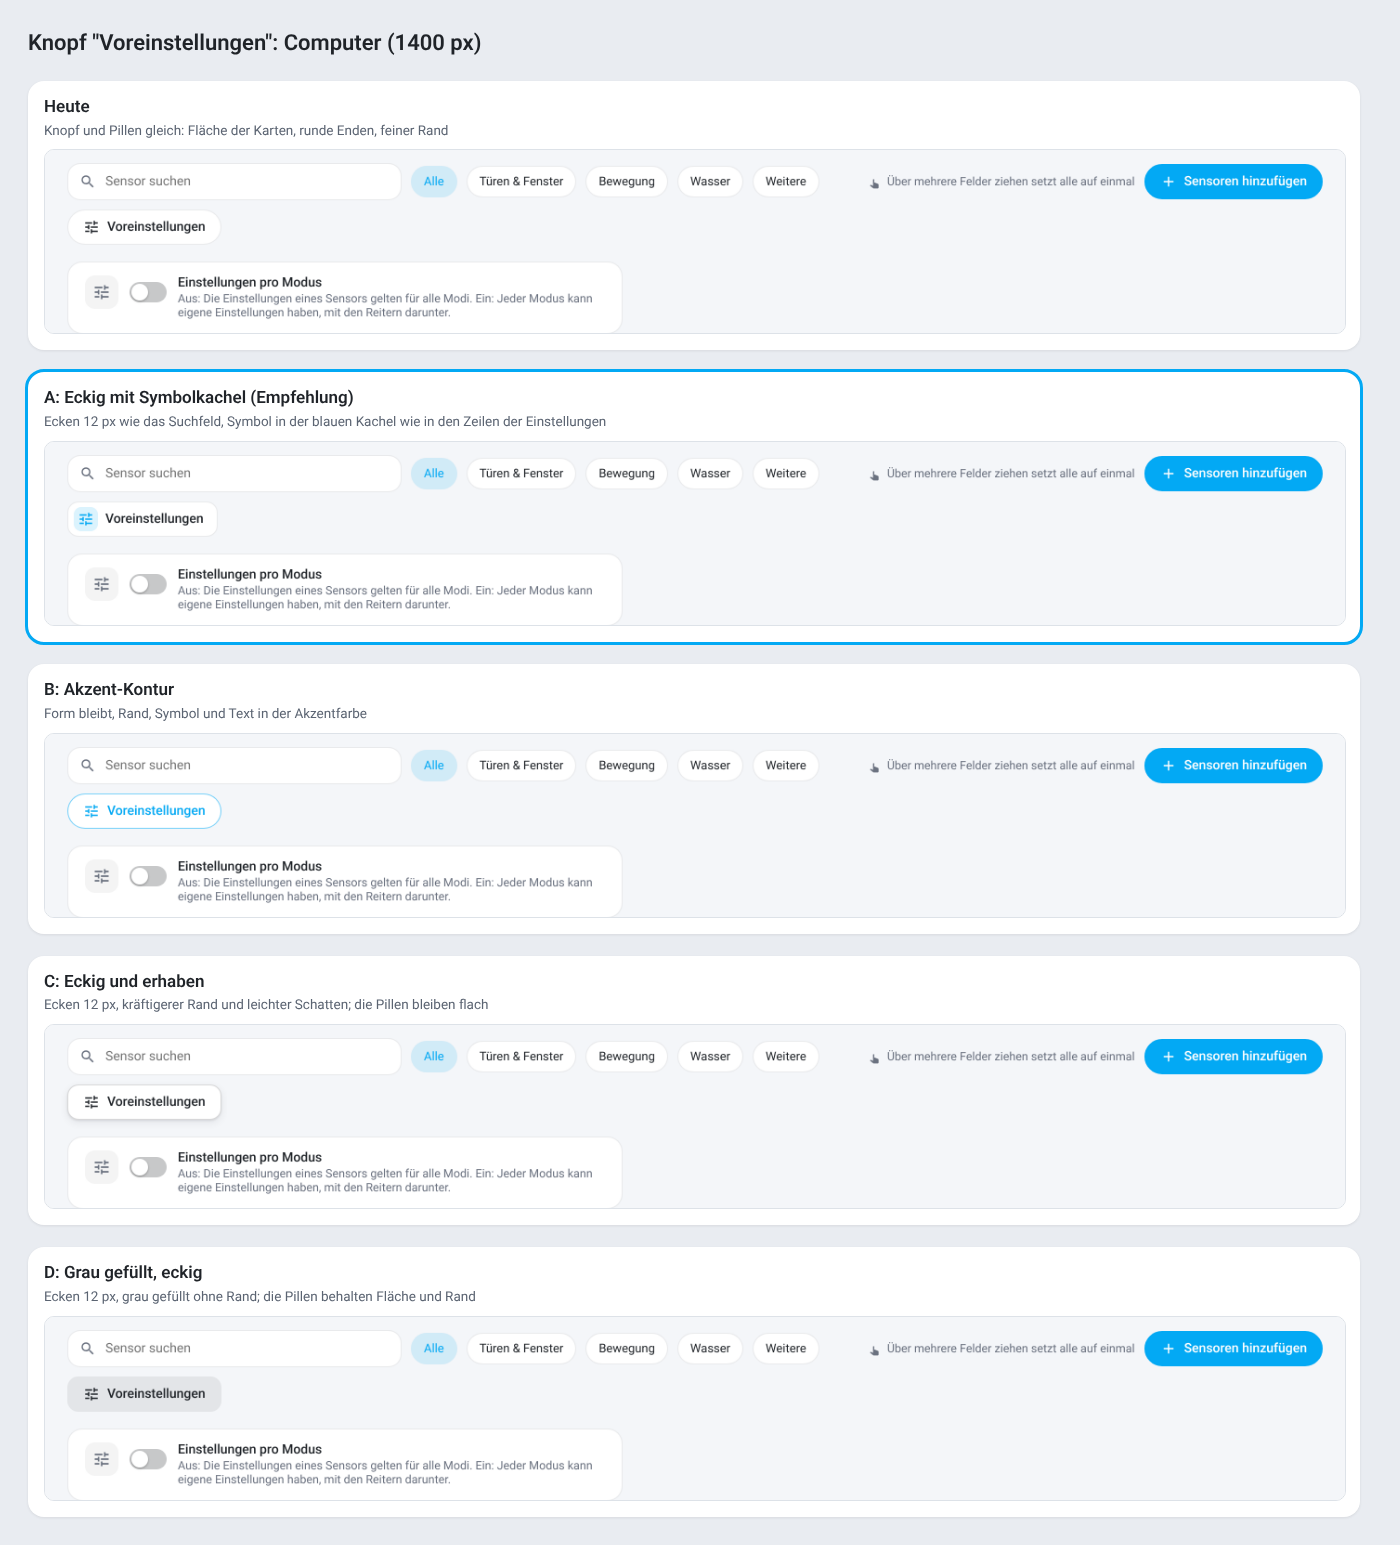 Knopf "Voreinstellungen": Computer (1400 px)
Heute
Knopf und Pillen gleich: Fläche der Karten, runde Enden, feiner Rand
Sensor suchen Alle Türen & Fenster Bewegung Wasser Weitere Über mehrere Felder ziehen setzt alle auf einmal + Sensoren hinzufügen
Voreinstellungen
Einstellungen pro Modus
Aus: Die Einstellungen eines Sensors gelten für alle Modi. Ein: Jeder Modus kann
eigene Einstellungen haben, mit den Reitern darunter.
A: Eckig mit Symbolkachel (Empfehlung)
Ecken 12 px wie das Suchfeld, Symbol in der blauen Kachel wie in den Zeilen der Einstellungen
Sensor suchen Alle Türen & Fenster Bewegung Wasser Weitere Über mehrere Felder ziehen setzt alle auf einmal + Sensoren hinzufügen
Voreinstellungen
Einstellungen pro Modus
Aus: Die Einstellungen eines Sensors gelten für alle Modi. Ein: Jeder Modus kann
eigene Einstellungen haben, mit den Reitern darunter.
B: Akzent-Kontur
Form bleibt, Rand, Symbol und Text in der Akzentfarbe
Sensor suchen Alle Türen & Fenster Bewegung Wasser Weitere Über mehrere Felder ziehen setzt alle auf einmal + Sensoren hinzufügen
Voreinstellungen
Einstellungen pro Modus
Aus: Die Einstellungen eines Sensors gelten für alle Modi. Ein: Jeder Modus kann
eigene Einstellungen haben, mit den Reitern darunter.
C: Eckig und erhaben
Ecken 12 px, kräftigerer Rand und leichter Schatten; die Pillen bleiben flach
Sensor suchen Alle Türen & Fenster Bewegung Wasser Weitere Über mehrere Felder ziehen setzt alle auf einmal + Sensoren hinzufügen
Voreinstellungen
Einstellungen pro Modus
Aus: Die Einstellungen eines Sensors gelten für alle Modi. Ein: Jeder Modus kann
eigene Einstellungen haben, mit den Reitern darunter.
D: Grau gefüllt, eckig
Ecken 12 px, grau gefüllt ohne Rand; die Pillen behalten Fläche und Rand
Sensor suchen Alle Türen & Fenster Bewegung Wasser Weitere Über mehrere Felder ziehen setzt alle auf einmal + Sensoren hinzufügen
Voreinstellungen
Einstellungen pro Modus
Aus: Die Einstellungen eines Sensors gelten für alle Modi. Ein: Jeder Modus kann
eigene Einstellungen haben, mit den Reitern darunter.